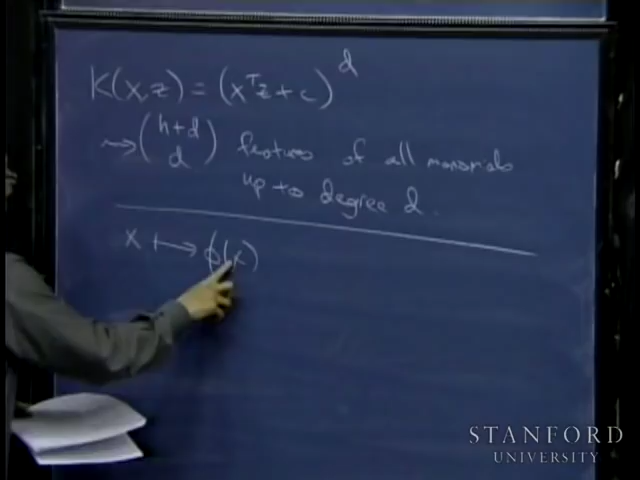 K(x,z) = (xᵀz + c)^d
⇝ (n+d
d) features of all monomials
up to degree d.
x ↦ φ(x)
STANFORD
UNIVERSITY